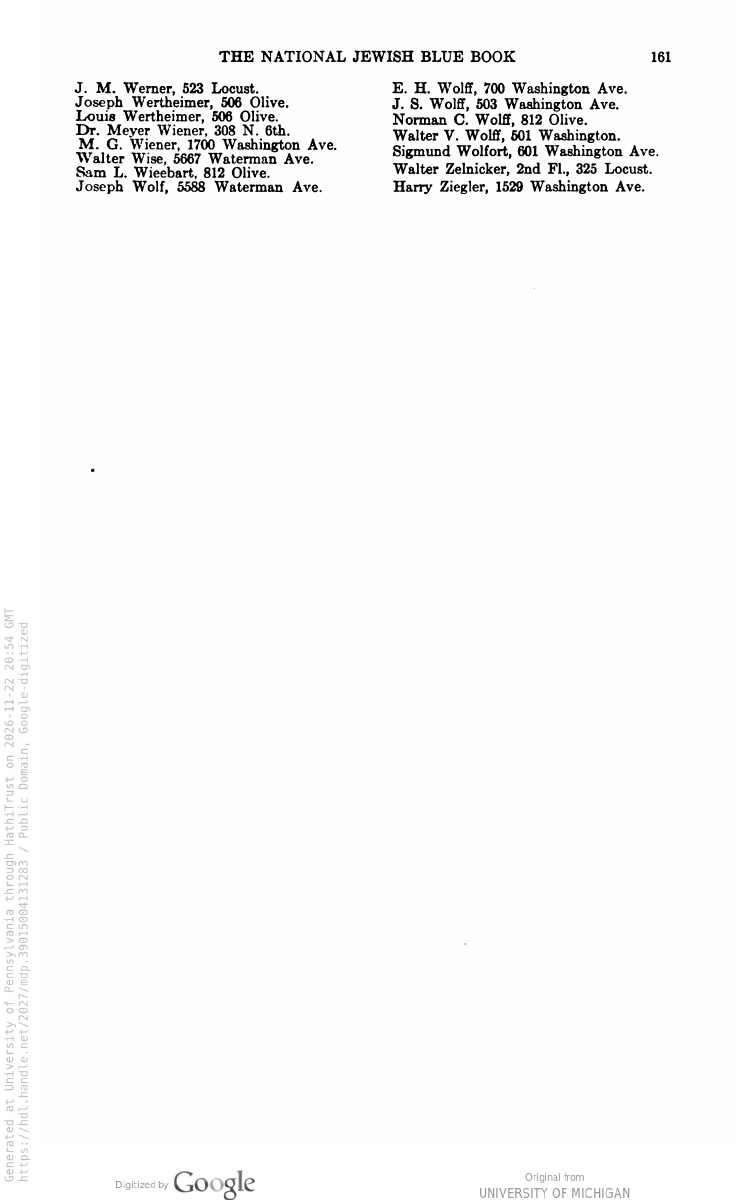 THE NATIONAL JEWISH BLUE BOOK 161
J. M. Werner, 523 Locust.
Joseph Wertheimer, 506 Olive.
Louis Wertheimer, 506 Olive.
Dr. Meyer Wiener, 308 N. 6th.
M. G. Wiener, 1700 Washington Ave.
Walter Wise, 5667 Waterman Ave.
Sam L. Wieebart, 812 Olive.
Joseph Wolf, 5588 Waterman Ave.
E. H. Wolff, 700 Washington Ave.
J. S. Wolff, 503 Washington Ave.
Norman C. Wolff, 812 Olive.
Walter V. Wolff, 501 Washington.
Sigmund Wolfort, 601 Washington Ave.
Walter Zelnicker, 2nd Fl., 325 Locust.
Harry Ziegler, 1529 Washington Ave.
Generated at University of Pennsylvania through HathiTrust on 2026-11-22 20:54 GMT
https://hdl.handle.net/2027/mdp.39015004131283 / Public Domain, Google-digitized
Digitized by Google
Original from
UNIVERSITY OF MICHIGAN